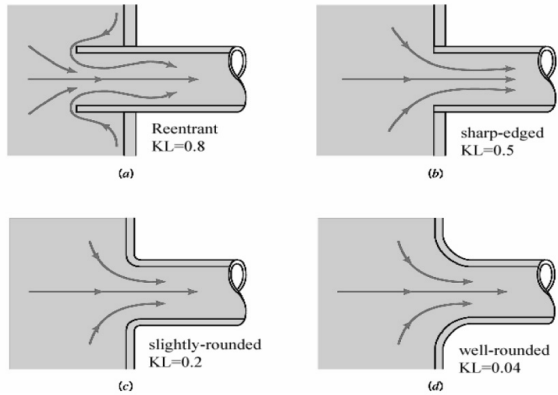 Reentrant
KL=0.8
(a)
sharp-edged
KL=0.5
(b)
slightly-rounded
KL=0.2
(c)
well-rounded
KL=0.04
(d)